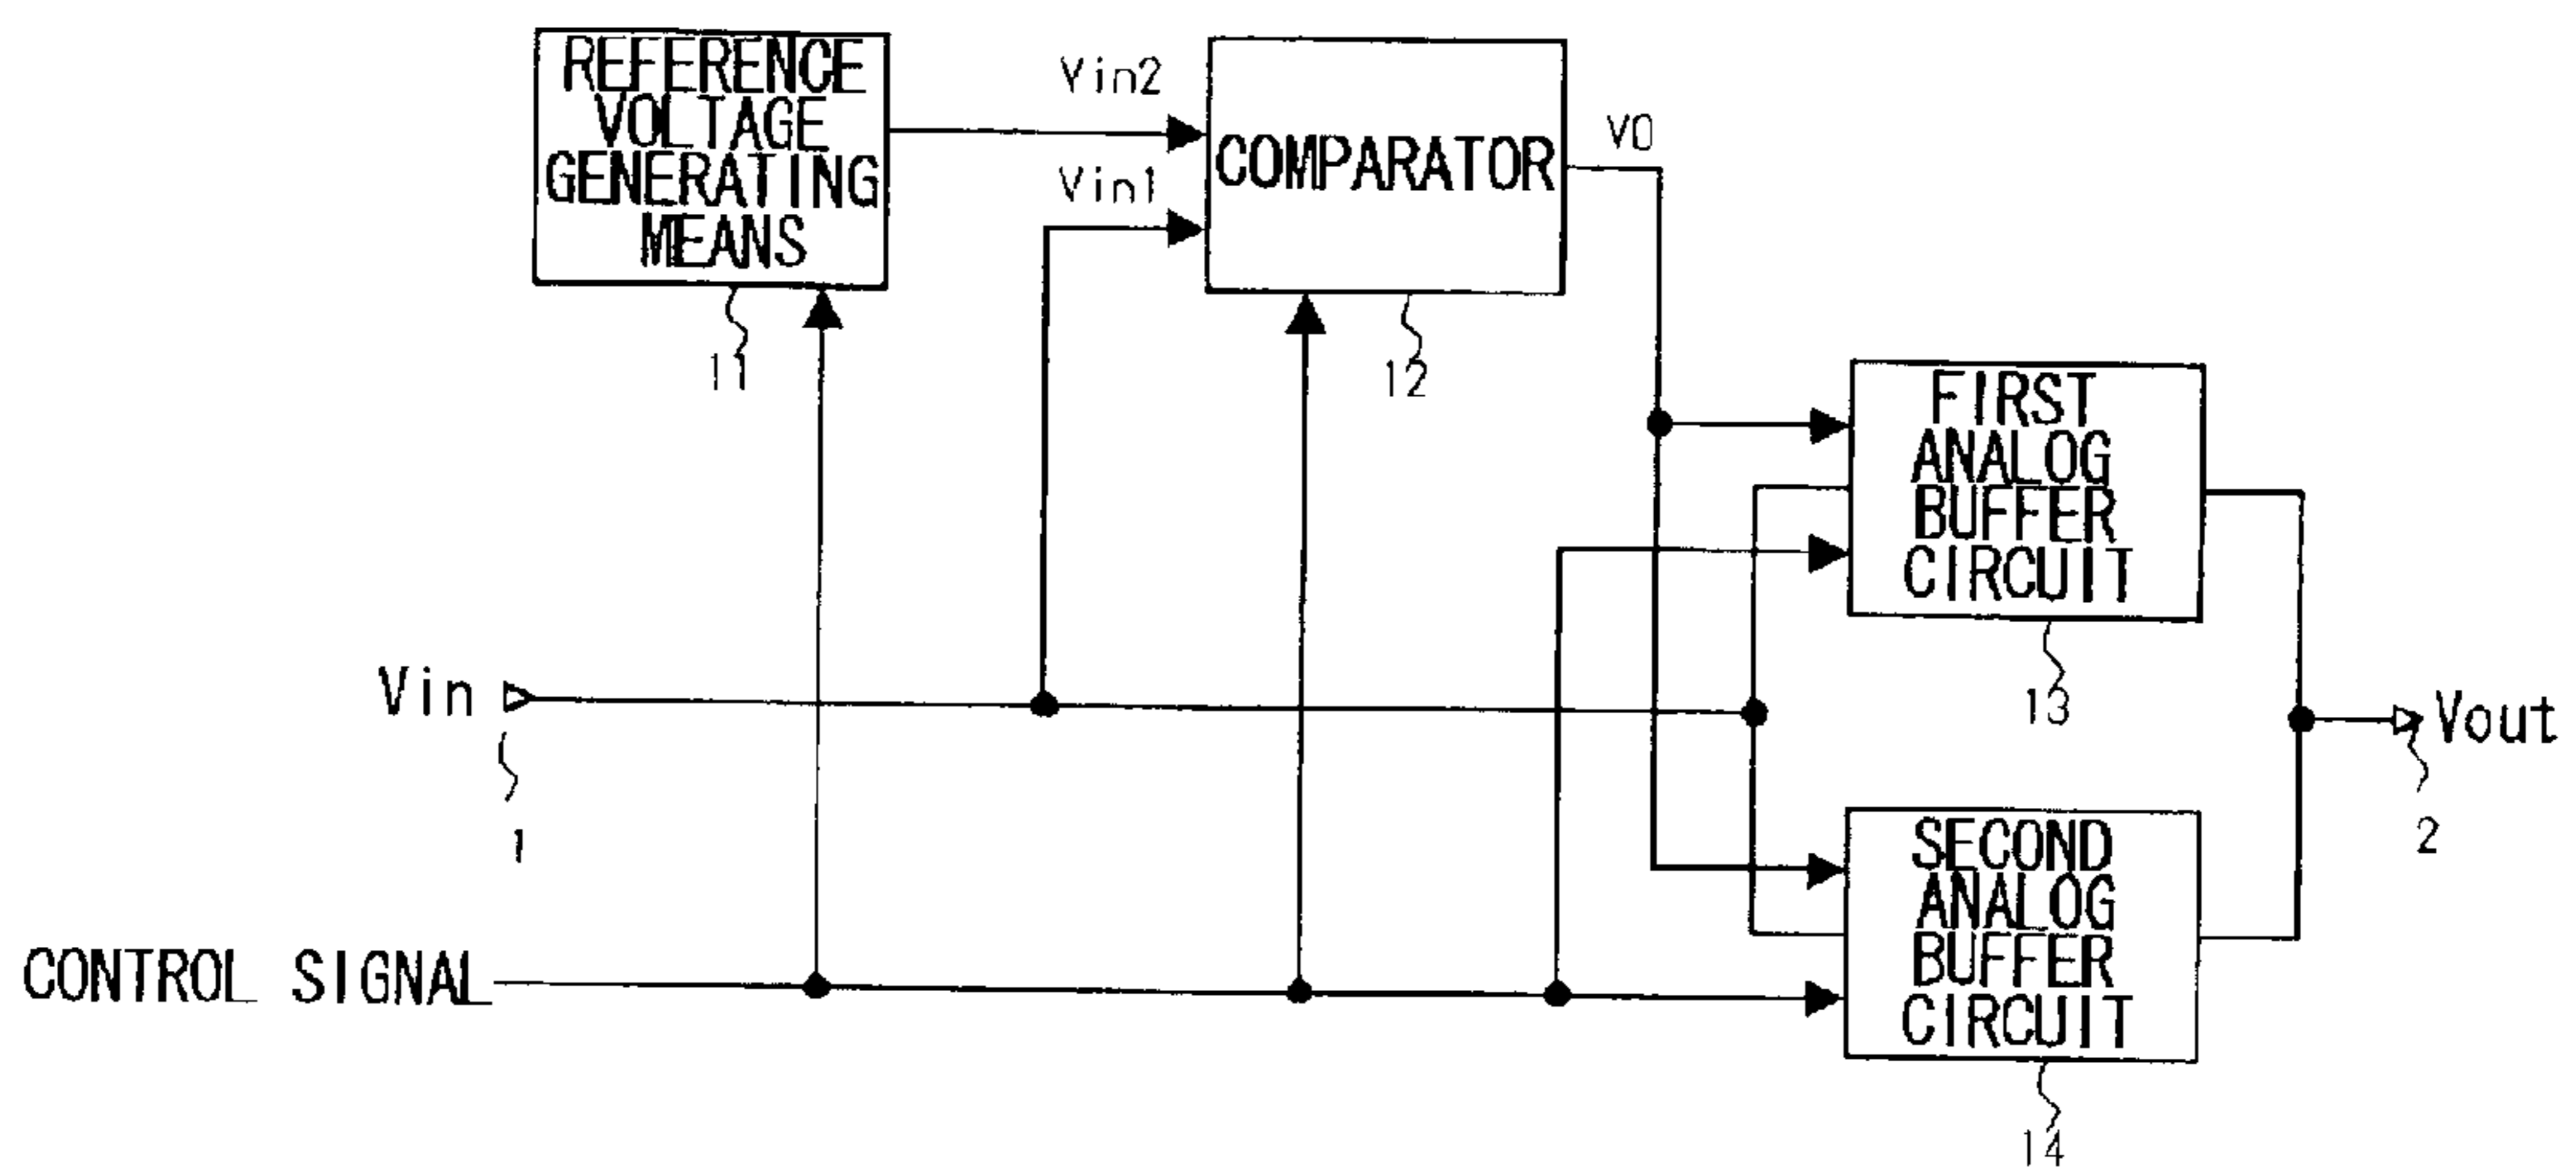 REFERENCE
VOLTAGE
GENERATING
MEANS
11
Vin2
Vin1
COMPARATOR
12
V0
FIRST
ANALOG
BUFFER
CIRCUIT
13
Vin
1
Vout
2
SECOND
ANALOG
BUFFER
CIRCUIT
14
CONTROL SIGNAL